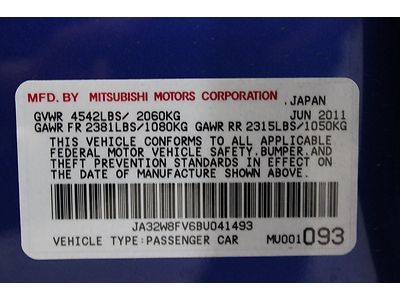 MFD. BY MITSUBISHI MOTORS CORPORATION .JAPAN
GVWR 4542LBS/ 2060KG JUN 2011
GAWR FR 2381LBS/1080KG GAWR RR 2315LBS/1050KG
THIS VEHICLE CONFORMS TO ALL APPLICABLE
FEDERAL MOTOR VEHICLE SAFETY,BUMPER,AND
THEFT PREVENTION STANDARDS IN EFFECT ON
THE DATE OF MANUFACTURE SHOWN ABOVE.
JA32W8FV6BU041493
VEHICLE TYPE:PASSENGER CAR MU001093